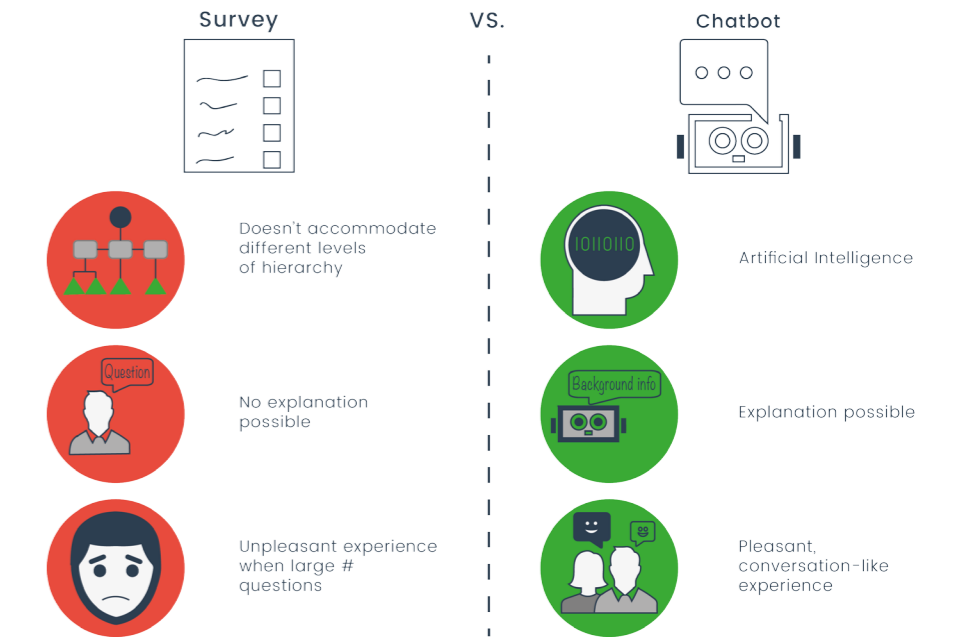 Survey
VS.
Chatbot
Doesn't accommodate
different levels
of hierarchy
10110110
Artificial Intelligence
Question
No explanation
possible
Background info
Explanation possible
Unpleasant experience
when large #
questions
Pleasant,
conversation-like
experience